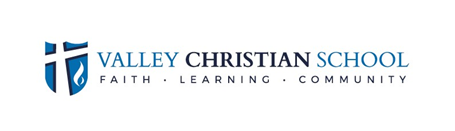 VALLEY CHRISTIAN SCHOOL
FAITH · LEARNING · COMMUNITY